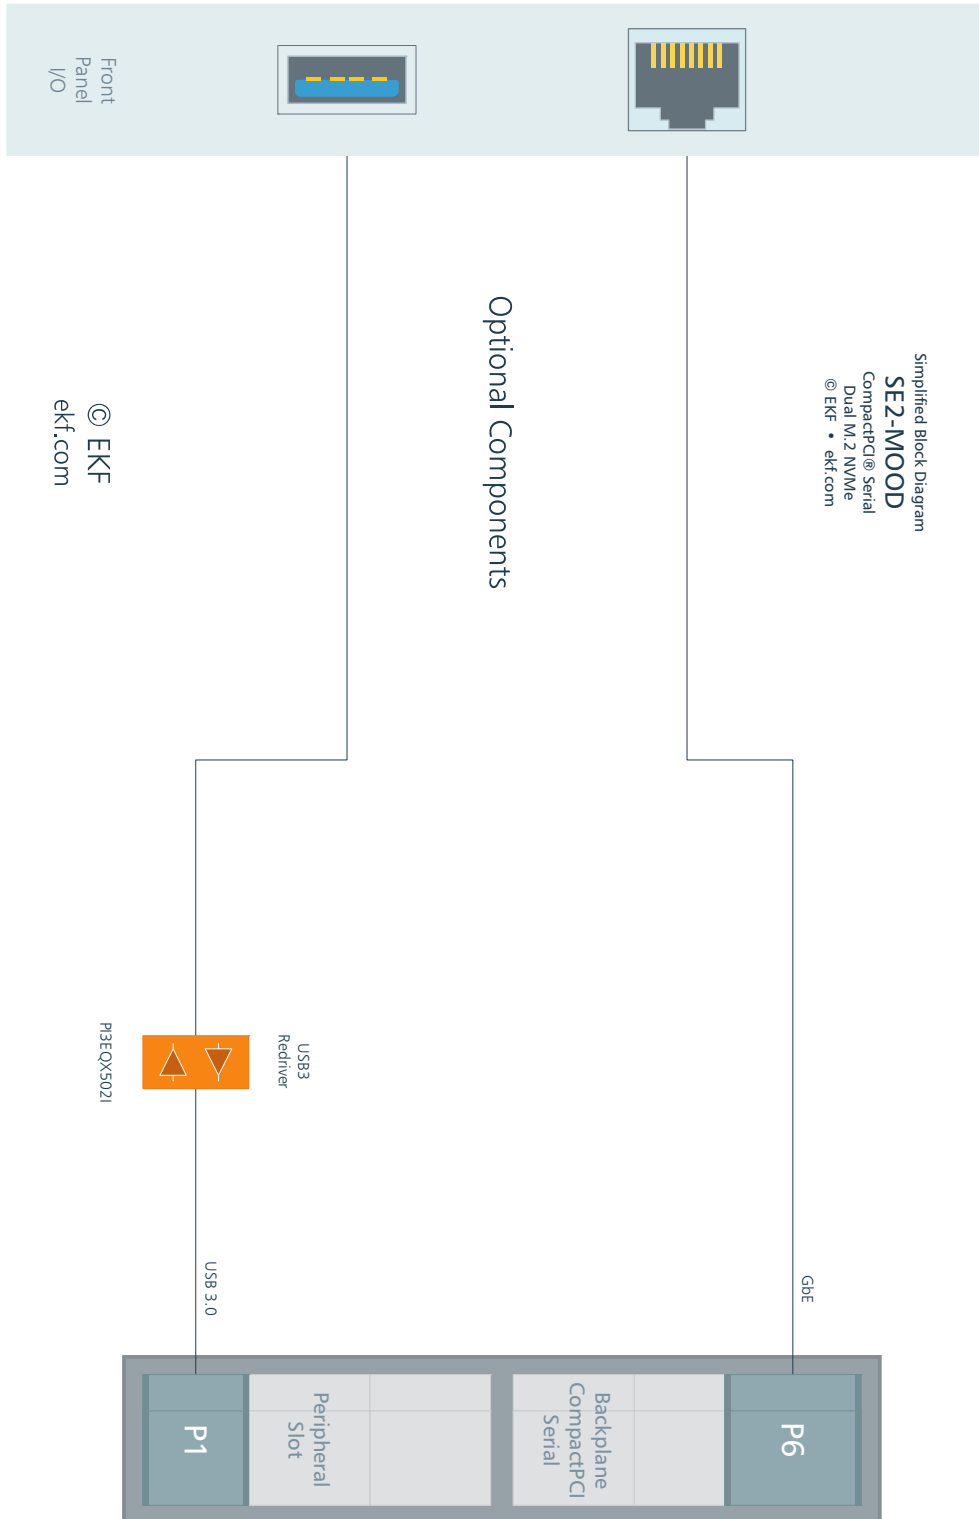 Simplified Block Diagram
SE2-MOOD
CompactPCI® Serial
Dual M.2 NVMe
© EKF • ekf.com
Front
Panel
I/O
Optional Components
© EKF
ekf.com
GbE
P6
Backplane
CompactPCI
Serial
USB3
Redriver
PI3EQX502I
USB 3.0
Peripheral
Slot
P1